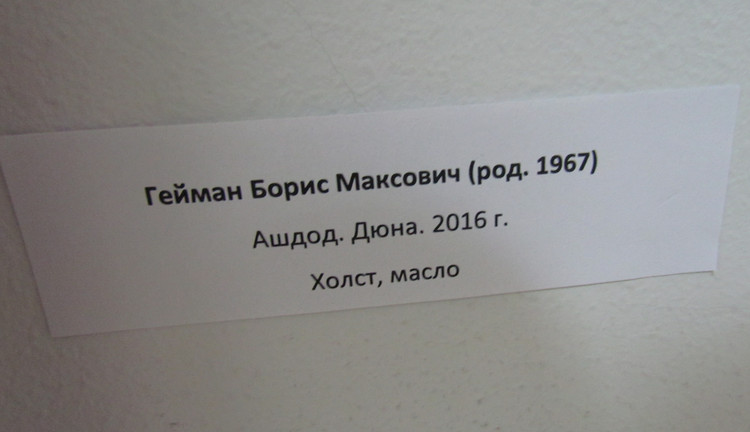 Гейман Борис Максович (род. 1967)
Ашдод. Дюна. 2016 г.
Холст, масло